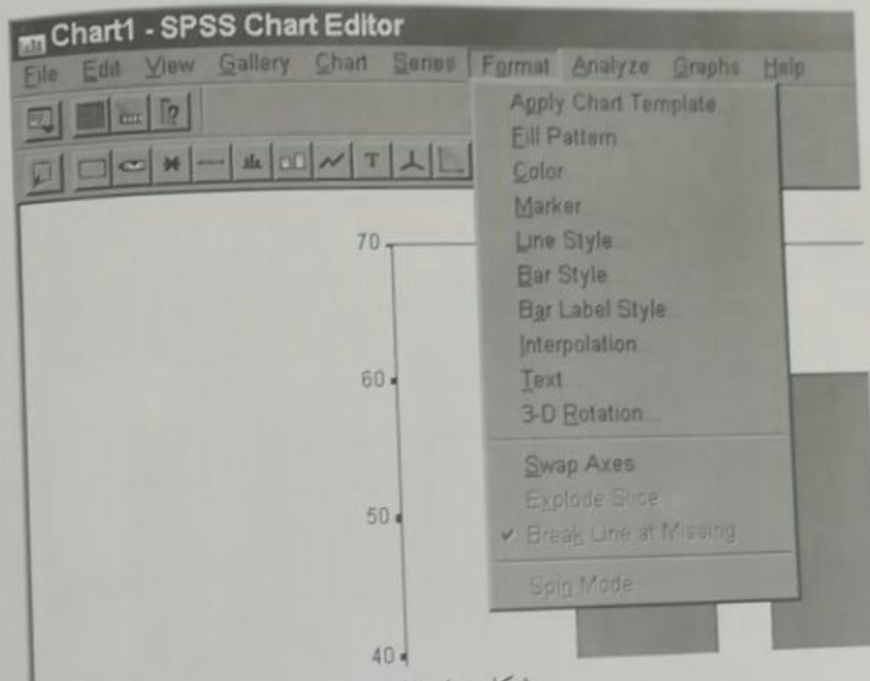 Chart1 - SPSS Chart Editor
File Edit View Gallery Chart Series Format Analyze Graphs Help
Apply Chart Template...
Fill Pattern...
Color...
Marker...
Line Style...
Bar Style...
Bar Label Style...
Interpolation...
Text...
3-D Rotation...
Swap Axes
Explode Slice
Break Line at Missing
Spin Mode
T
70
60
50
40